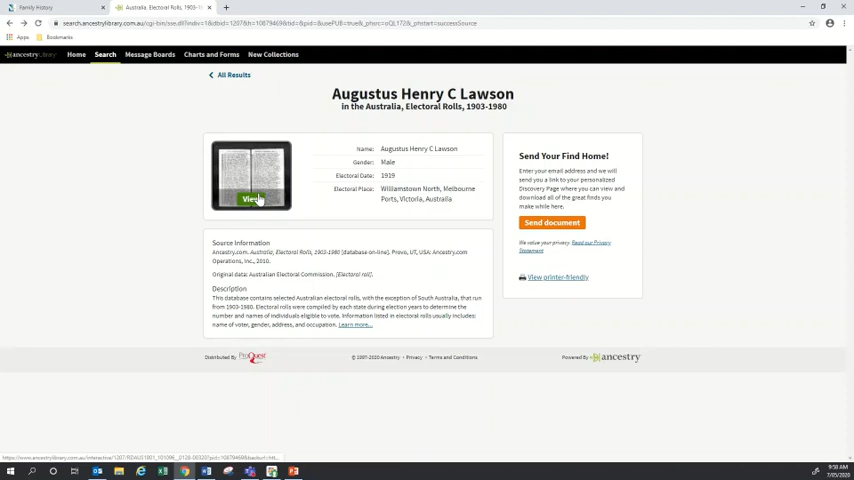 Family History
Australia, Electoral Rolls, 1903-1
search.ancestrylibrary.com.au/cgi-bin/sse.dll?indiv=1&dbid=1207&h=10679469&tid=&pid=&usePUB=true&_phsrc=oQL172&_phstart=successSource
Apps Bookmarks
ancestryLibrary Home Search Message Boards Charts and Forms New Collections
All Results
Augustus Henry C Lawson
in the Australia, Electoral Rolls, 1903-1980
View
Name: Augustus Henry C Lawson
Gender: Male
Electoral Date: 1919
Electoral Place: Williamstown North, Melbourne
Ports, Victoria, Australia
Send Your Find Home!
Enter your email address and we will
send you a link to your personalized
Discovery Page where you can view and
download all of the great finds you
may make while here.
Send document
We value your privacy. Read our Privacy
Statement
View printer-friendly
Source Information
Ancestry.com. Australia, Electoral Rolls, 1903-1980 [database on-line]. Provo, UT, USA: Ancestry.com
Operations, Inc., 2010.
Original data: Australian Electoral Commission. [Electoral roll].
Description
This database contains selected Australian electoral rolls, with the exception of South Australia, that run
from 1903-1980. Electoral rolls were compiled by each state during election years to determine the
number and names of individuals eligible to vote. Information listed in electoral rolls usually includes:
name of voter, gender, address, and occupation. Learn more...
Distributed By ProQuest © 1997-2020 Ancestry • Privacy • Terms and Conditions Powered By ancestry
9:50 AM
7/05/2020